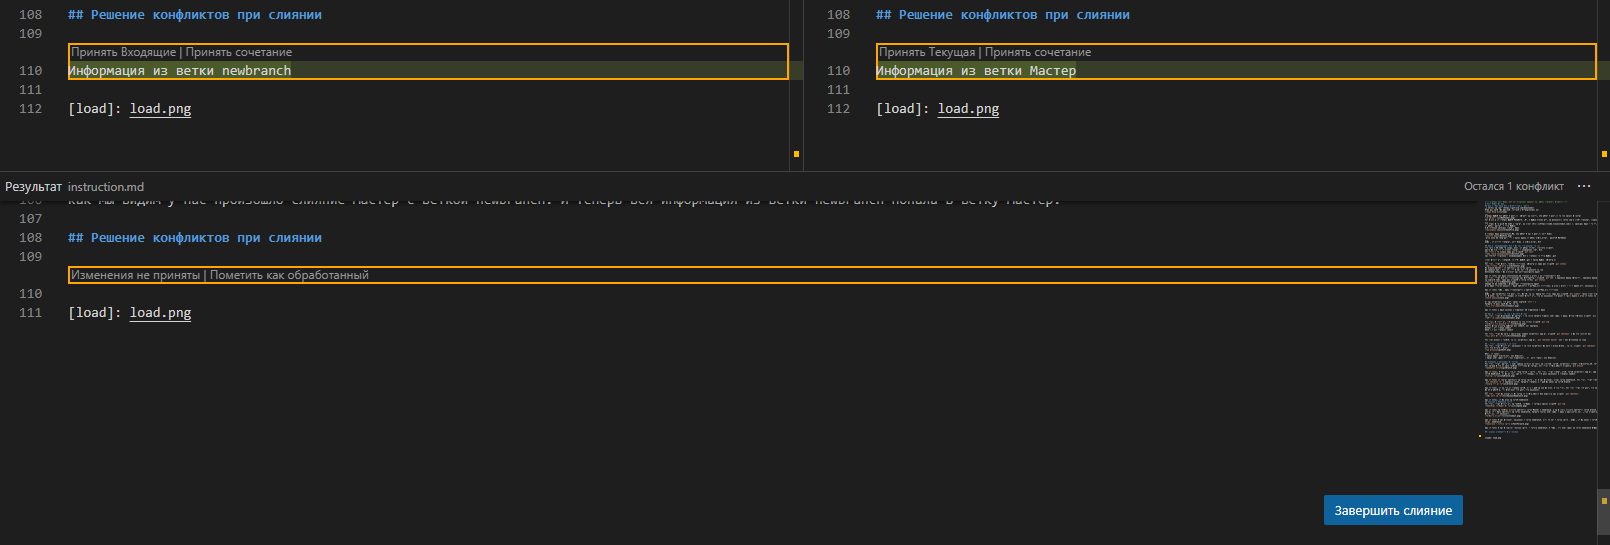 108 ## Решение конфликтов при слиянии
109
Принять Входящие | Принять сочетание
110 Информация из ветки newbranch
111
112 [load]: load.png
108 ## Решение конфликтов при слиянии
109
Принять Текущая | Принять сочетание
110 Информация из ветки Мастер
111
112 [load]: load.png
Результат instruction.md
Остался 1 конфликт ···
106 Как мы видим у нас произошло слияние Мастер с веткой newbranch. И теперь вся информация из ветки newbranch попала в ветку Мастер.
107
108 ## Решение конфликтов при слиянии
109
Изменения не приняты | Пометить как обработанный
110
111 [load]: load.png
Завершить слияние